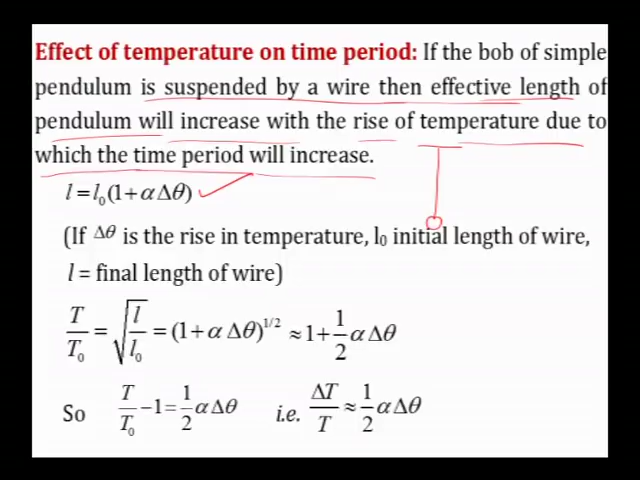 Effect of temperature on time period: If the bob of simple
pendulum is suspended by a wire then effective length of
pendulum will increase with the rise of temperature due to
which the time period will increase.
l = l₀(1+αΔθ)
(If Δθ is the rise in temperature, l₀ initial length of wire,
l = final length of wire)
T/T₀ = √(l/l₀) = (1+αΔθ)^{1/2} ≈ 1 + 1/2 αΔθ
So T/T₀ − 1 = 1/2 αΔθ i.e. ΔT/T ≈ 1/2 αΔθ